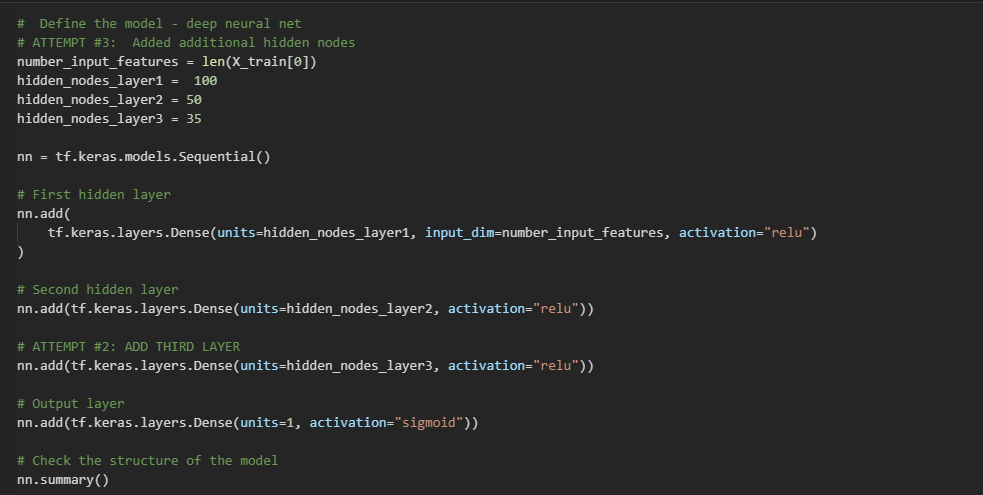 #  Define the model - deep neural net
# ATTEMPT #3:  Added additional hidden nodes
number_input_features = len(X_train[0])
hidden_nodes_layer1 =  100
hidden_nodes_layer2 = 50
hidden_nodes_layer3 = 35

nn = tf.keras.models.Sequential()

# First hidden layer
nn.add(
    tf.keras.layers.Dense(units=hidden_nodes_layer1, input_dim=number_input_features, activation="relu")
)

# Second hidden layer
nn.add(tf.keras.layers.Dense(units=hidden_nodes_layer2, activation="relu"))

# ATTEMPT #2: ADD THIRD LAYER
nn.add(tf.keras.layers.Dense(units=hidden_nodes_layer3, activation="relu"))

# Output layer
nn.add(tf.keras.layers.Dense(units=1, activation="sigmoid"))

# Check the structure of the model
nn.summary()